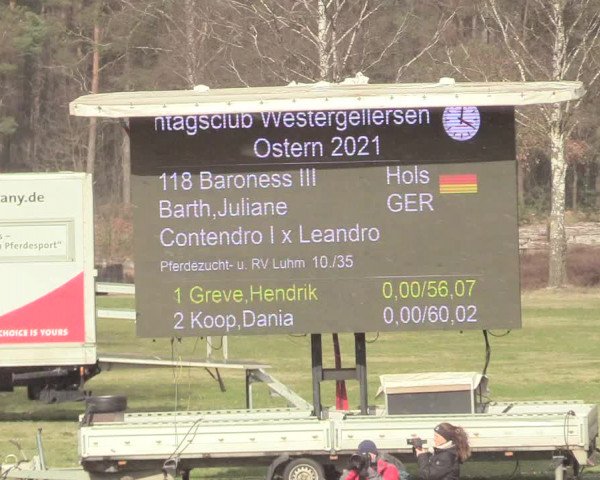 ntagsclub Westergellersen
Ostern 2021
118 Baroness III Hols
Barth,Juliane GER
Contendro I x Leandro
Pferdezucht- u. RV Luhm 10./35
1 Greve,Hendrik 0,00/56,07
2 Koop,Dania 0,00/60,02
any.de
Pferdesport"
CHOICE IS YOURS